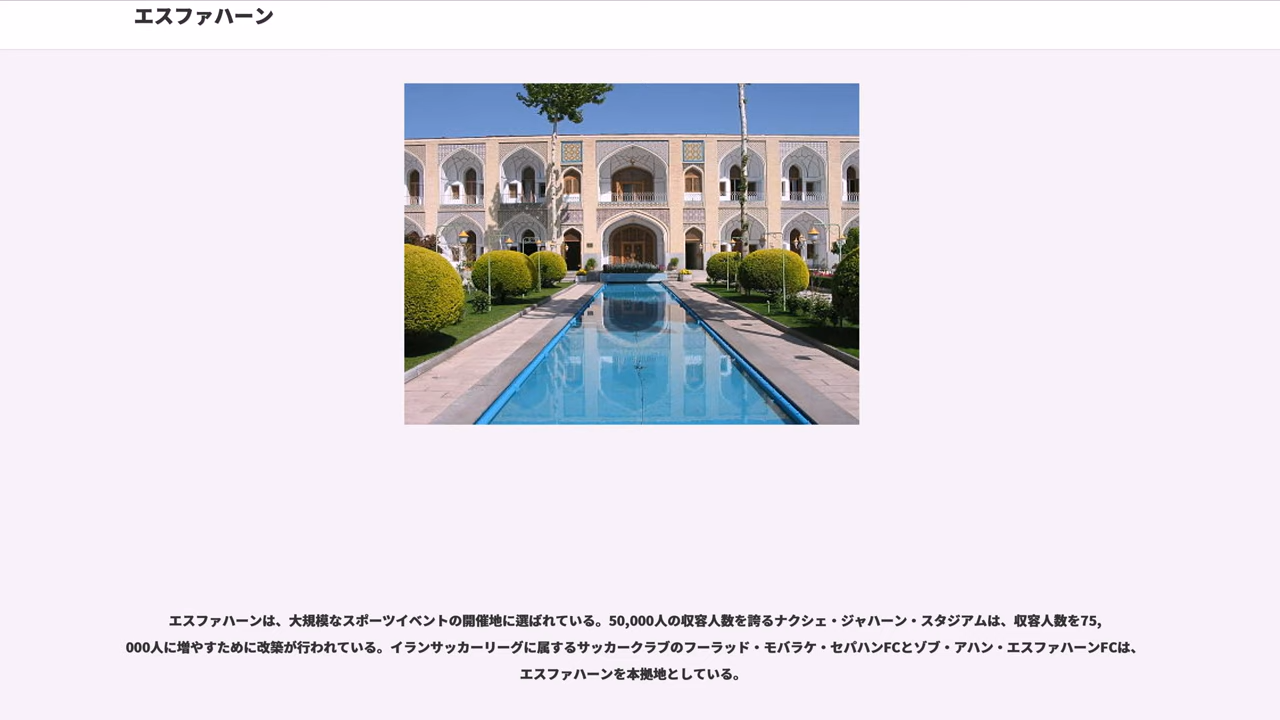 エスファハーン
エスファハーンは、大規模なスポーツイベントの開催地に選ばれている。50,000人の収容人数を誇るナクシェ・ジャハーン・スタジアムは、収容人数を75,
000人に増やすために改築が行われている。イランサッカーリーグに属するサッカークラブのフーラッド・モバラケ・セパハンFCとゾブ・アハン・エスファハーンFCは、
エスファハーンを本拠地としている。